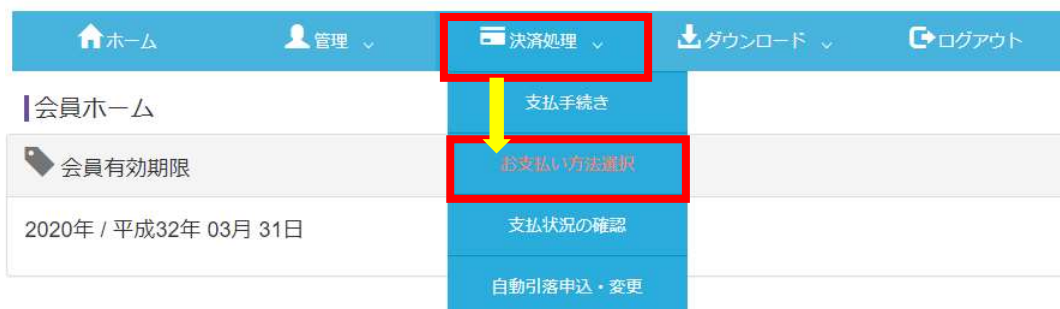 ホーム 管理 決済処理 ダウンロード ログアウト
会員ホーム 支払手続き
会員有効期限 お支払い方法選択
2020年 / 平成32年 03月 31日 支払状況の確認
自動引落申込・変更